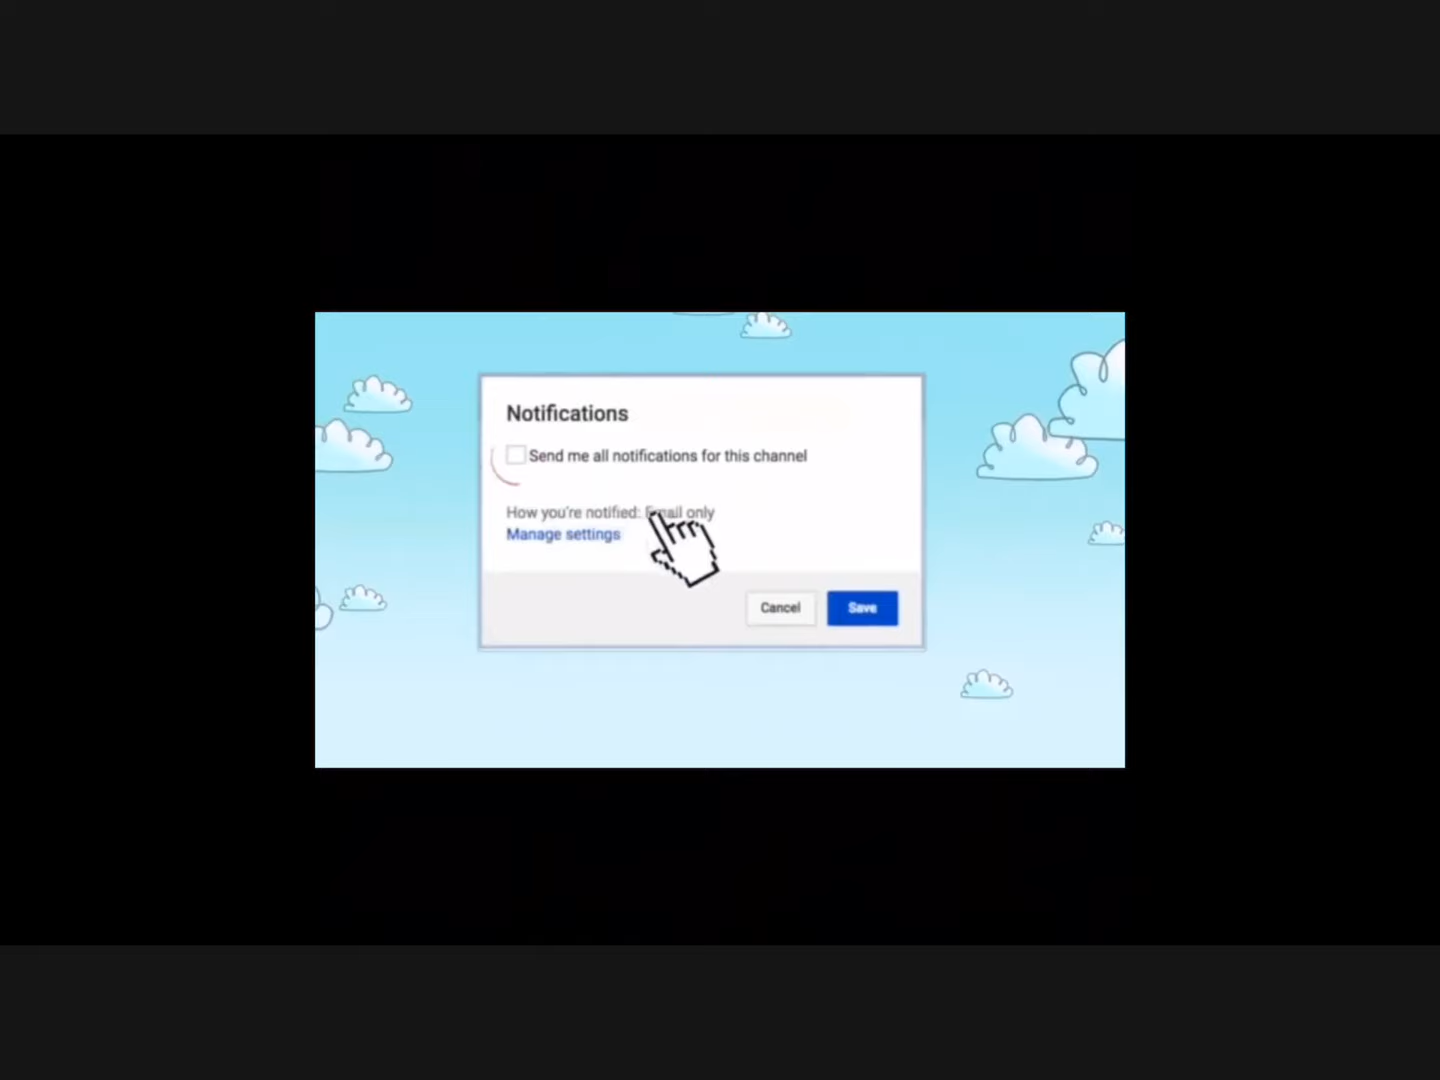 Notifications
Send me all notifications for this channel
How you're notified: Email only
Manage settings
Cancel Save